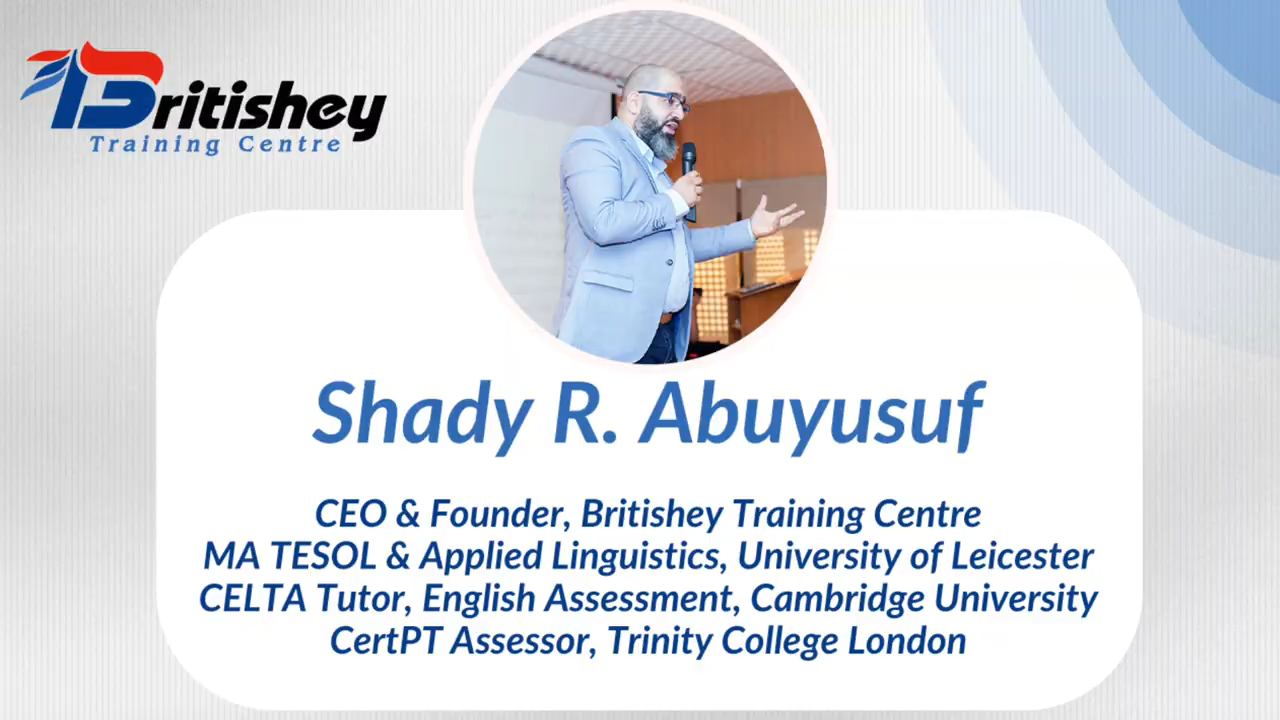 Britishey
Training Centre
Shady R. Abuyusuf
CEO & Founder, Britishey Training Centre
MA TESOL & Applied Linguistics, University of Leicester
CELTA Tutor, English Assessment, Cambridge University
CertPT Assessor, Trinity College London